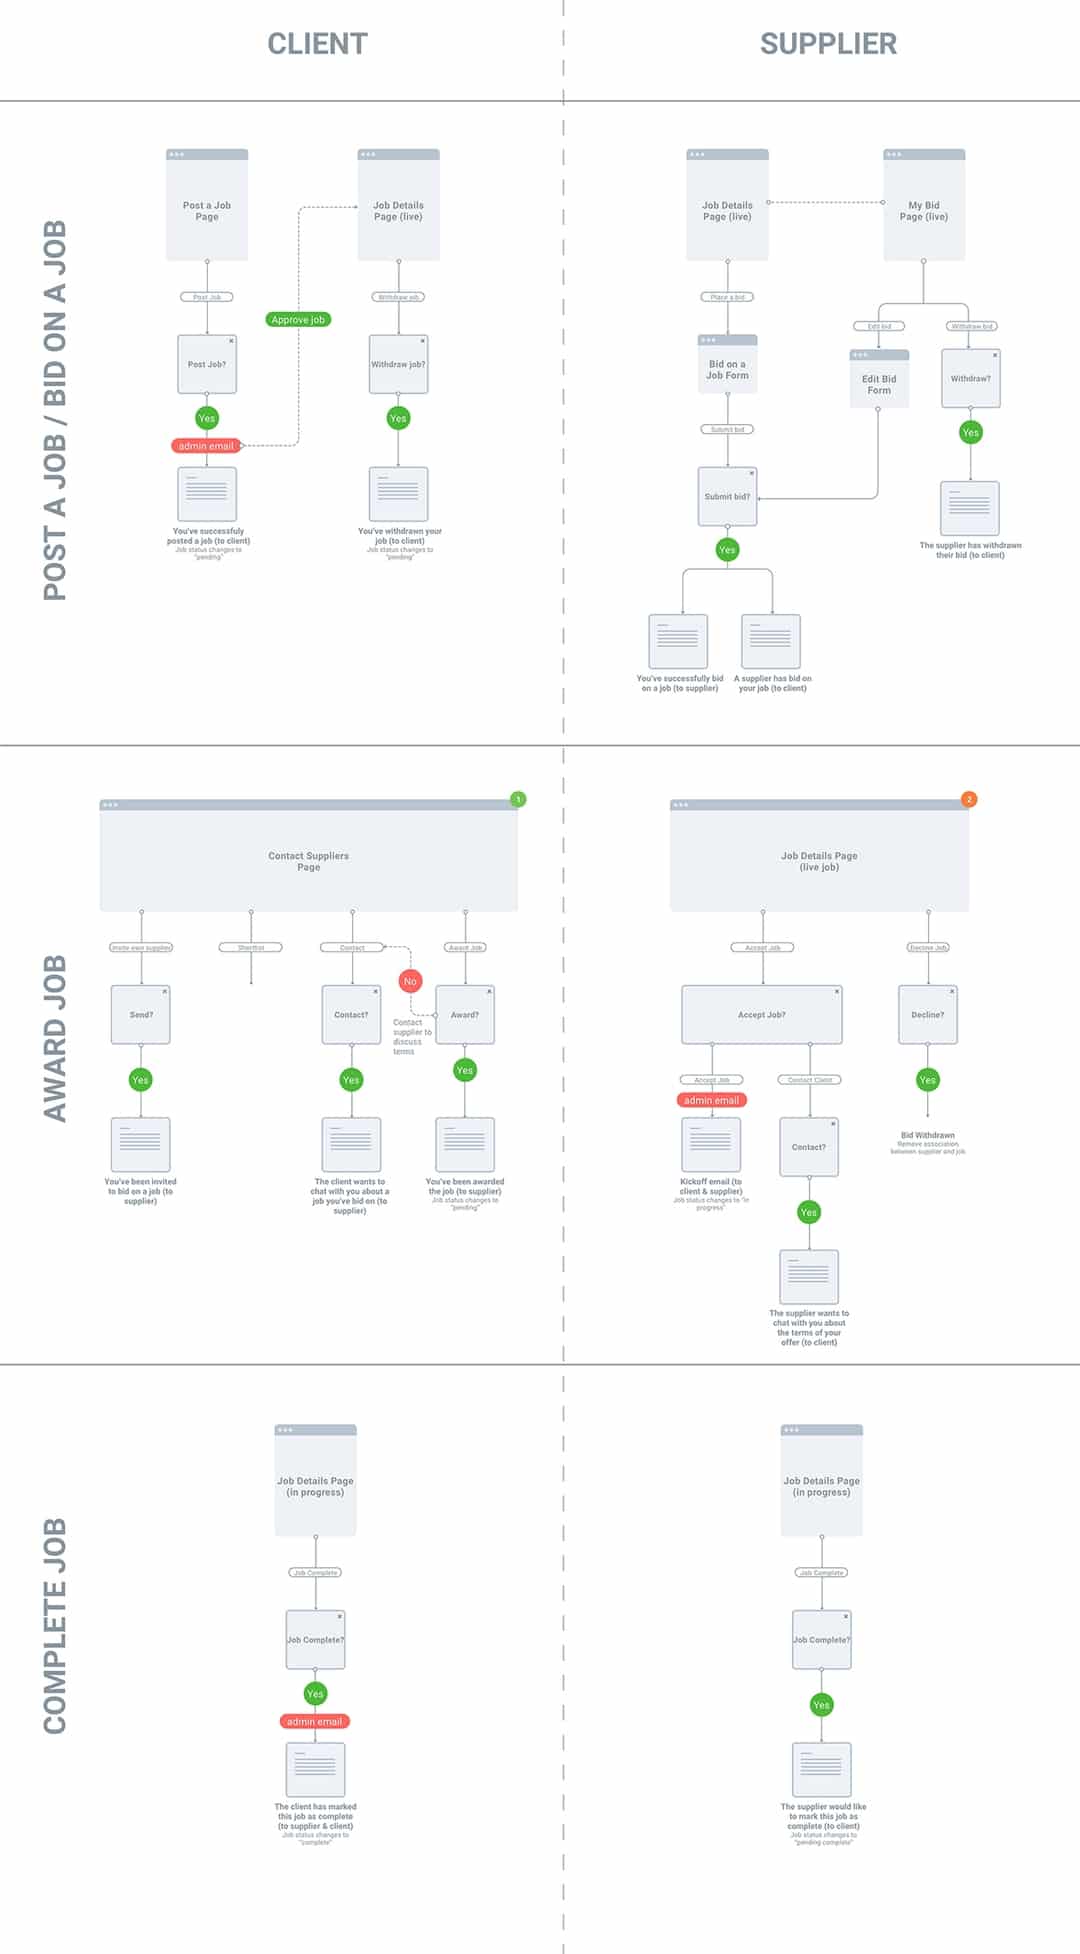 CLIENT
SUPPLIER
POST A JOB / BID ON A JOB
Post a Job
Page
Post Job
Post Job?
Yes
admin email
You've successfuly
posted a job (to client)
Job status changes to
"pending"
Approve job
Job Details
Page (live)
Withdraw job
Withdraw job?
Yes
You've withdrawn your
job (to client)
Job status changes to
"pending"
Job Details
Page (live)
Place a bid
Bid on a
Job Form
Submit bid
Submit bid?
Yes
You've successfuly bid
on a job (to supplier)
A supplier has bid on
your job (to client)
My Bid
Page (live)
Edit bid
Edit Bid
Form
Withdraw bid
Withdraw?
Yes
The supplier has withdrawn
their bid (to client)
AWARD JOB
1
Contact Suppliers
Page
Invite own supplier
Send?
Yes
You've been invited
to bid on a job (to
supplier)
Shortlist
Contact
Contact?
Yes
The client wants to
chat with you about a
job you've bid on (to
supplier)
No
Contact
supplier to
discuss
terms
Award Job
Award?
Yes
You've been awarded
the job (to supplier)
Job status changes to
"pending"
2
Job Details Page
(live job)
Accept Job
Accept Job?
Accept Job
admin email
Kickoff email (to
client & supplier)
Job status changes to "in
progress"
Contact Client
Contact?
Yes
The supplier wants to
chat with you about
the terms of your
offer (to client)
Decline Job
Decline?
Yes
Bid Withdrawn
Remove association
between supplier and job
COMPLETE JOB
Job Details Page
(in progress)
Job Complete
Job Complete?
Yes
admin email
The client has marked
this job as complete
(to supplier & client)
Job status changes to
"complete"
Job Details Page
(in progress)
Job Complete
Job Complete?
Yes
The supplier would like
to mark this job as
complete (to client)
Job status changes to
"pending complete"